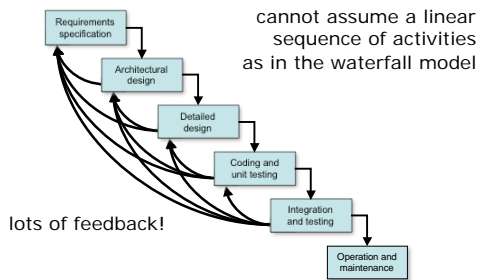 cannot assume a linear
sequence of activities
as in the waterfall model
Requirements
specification
Architectural
design
Detailed
design
Coding and
unit testing
Integration
and testing
Operation and
maintenance
lots of feedback!